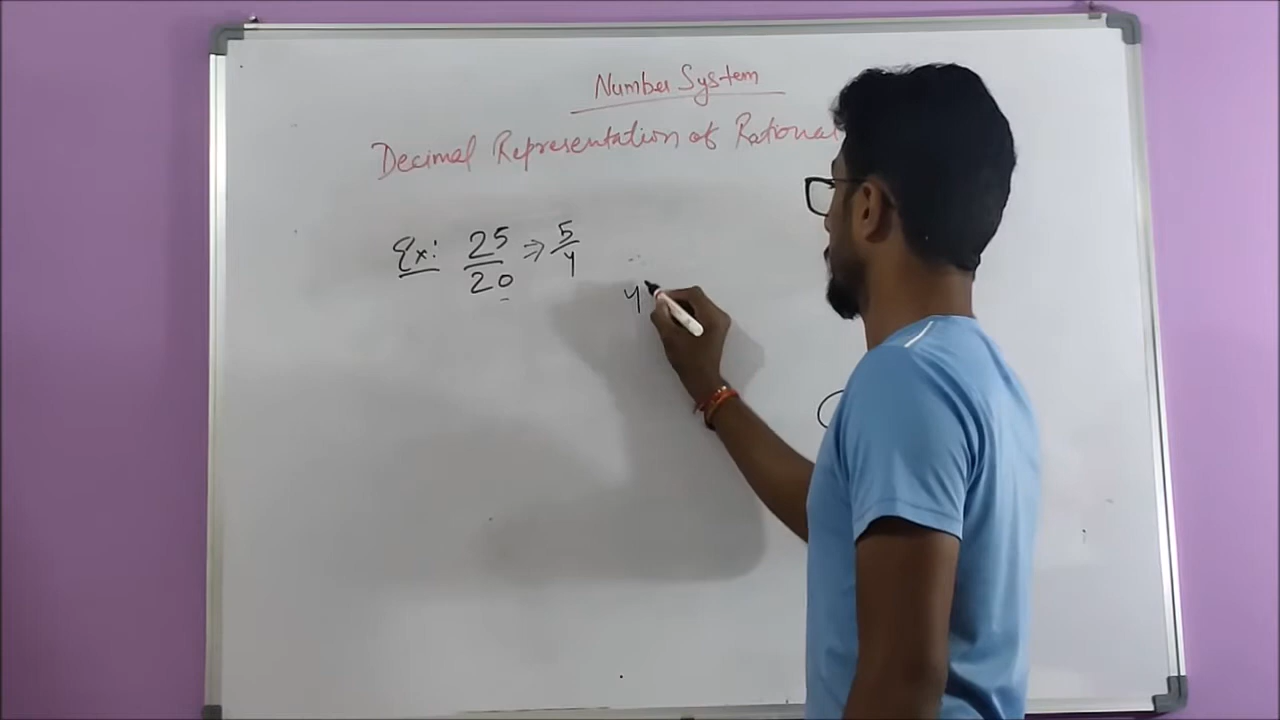 Number System
Decimal Representation of Rational
Ex: 25/20 ⇒ 5/4
4